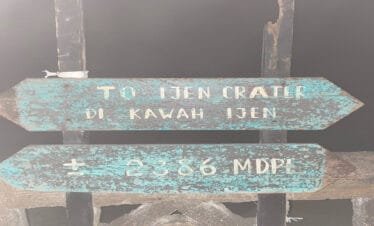 TO IJEN CRATER
DI KAWAH IJEN
± 2386 MDPL